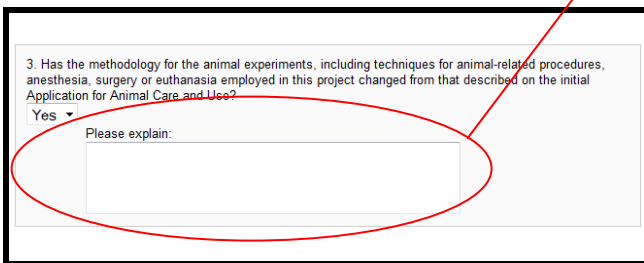 3. Has the methodology for the animal experiments, including techniques for animal-related procedures,
anesthesia, surgery or euthanasia employed in this project changed from that described on the initial
Application for Animal Care and Use?
Yes
Please explain: